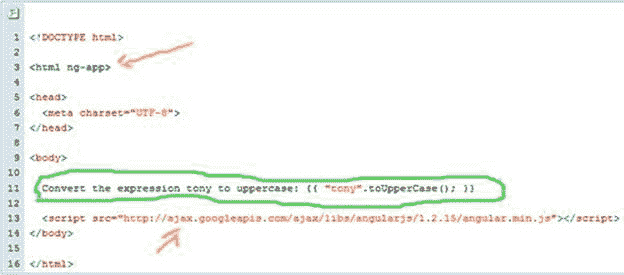 1 <!DOCTYPE html>
2
3 <html ng-app>
4
5 <head>
6 <meta charset="UTF-8">
7 </head>
8
9 <body>
10
11 Convert the expression tony to uppercase: {{ "tony".toUpperCase(); }}
12
13 <script src="http://ajax.googleapis.com/ajax/libs/angularjs/1.2.15/angular.min.js"></script>
14 </body>
15
16 </html>